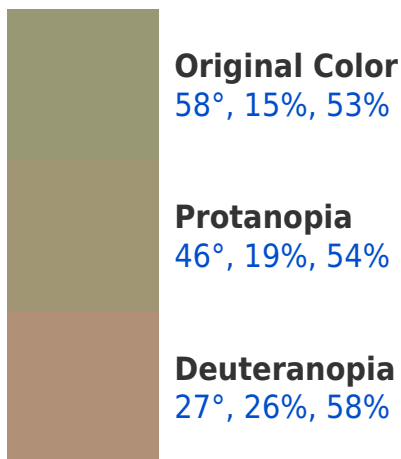 Original Color
58°, 15%, 53%
Protanopia
46°, 19%, 54%
Deuteranopia
27°, 26%, 58%